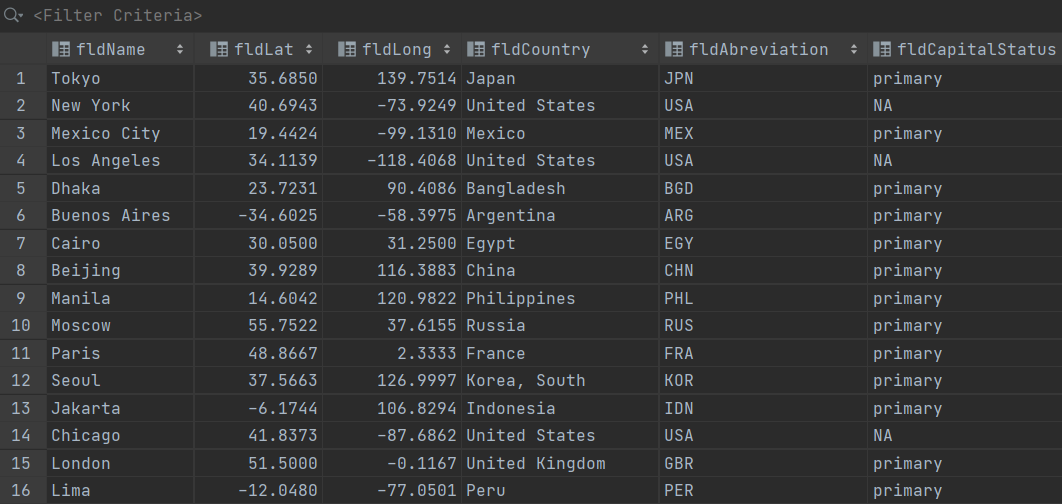 <Filter Criteria>
fldName fldLat fldLong fldCountry fldAbreviation fldCapitalStatus
1 Tokyo 35.6850 139.7514 Japan JPN primary
2 New York 40.6943 -73.9249 United States USA NA
3 Mexico City 19.4424 -99.1310 Mexico MEX primary
4 Los Angeles 34.1139 -118.4068 United States USA NA
5 Dhaka 23.7231 90.4086 Bangladesh BGD primary
6 Buenos Aires -34.6025 -58.3975 Argentina ARG primary
7 Cairo 30.0500 31.2500 Egypt EGY primary
8 Beijing 39.9289 116.3883 China CHN primary
9 Manila 14.6042 120.9822 Philippines PHL primary
10 Moscow 55.7522 37.6155 Russia RUS primary
11 Paris 48.8667 2.3333 France FRA primary
12 Seoul 37.5663 126.9997 Korea, South KOR primary
13 Jakarta -6.1744 106.8294 Indonesia IDN primary
14 Chicago 41.8373 -87.6862 United States USA NA
15 London 51.5000 -0.1167 United Kingdom GBR primary
16 Lima -12.0480 -77.0501 Peru PER primary